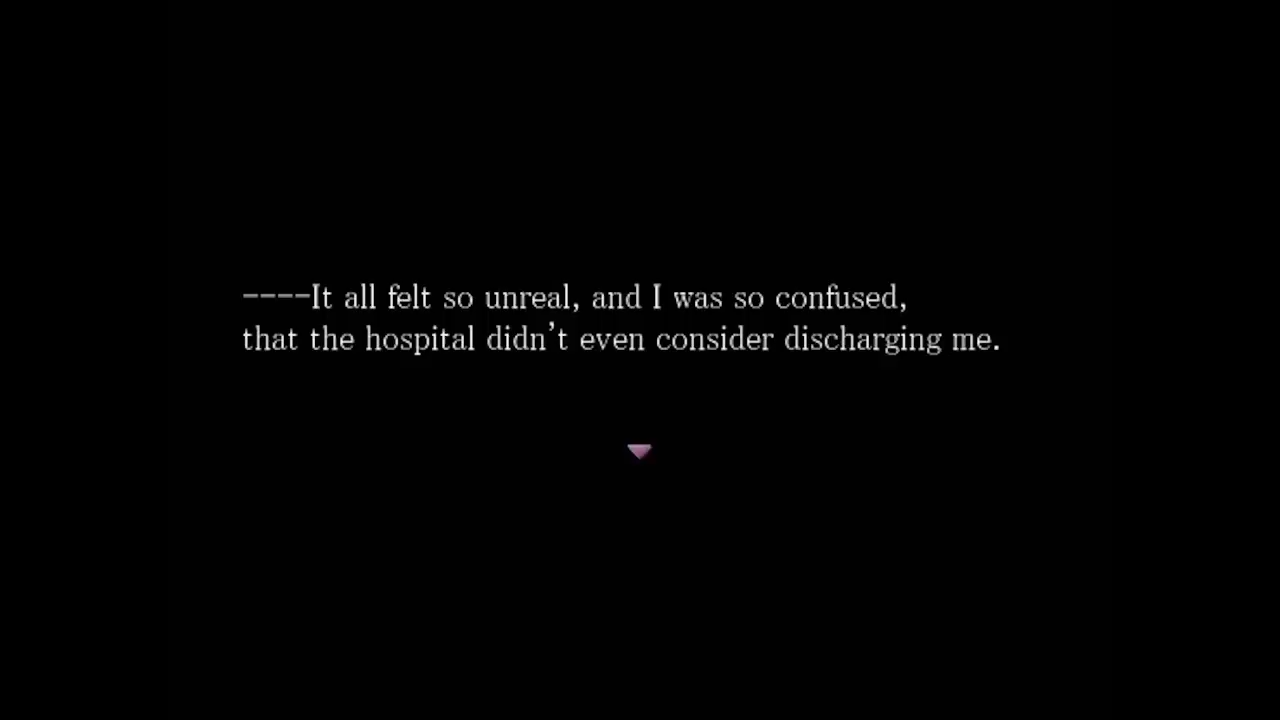 ----It all felt so unreal, and I was so confused,
that the hospital didn’t even consider discharging me.